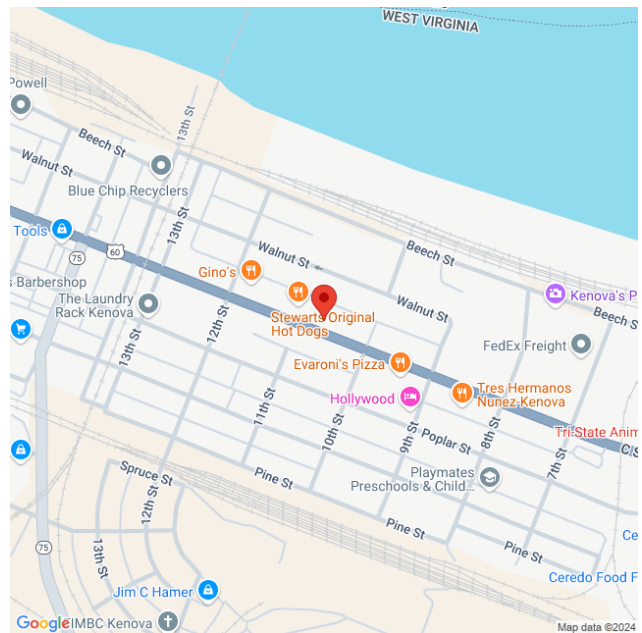 WEST VIRGINIA
Powell
Beech St
13th St
Walnut St
Blue Chip Recyclers
13th St
Tools
60
75
Walnut St
Beech St
Gino's
s Barbershop
The Laundry
Rack Kenova
12th St
Walnut St
Kenova's P
Beech S
Stewarts Original
Hot Dogs
FedEx Freight
13th St
Evaroni's Pizza
Hollywood
Tres Hermanos
Nunez Kenova
11th St
10th St
9th St
8th St
7th St
Poplar St
Tri-State Anim
C S
Spruce St
12th St
Pine St
Playmates
Preschools & Child...
Pine St
Pine St
75
13th St
Ce
Ceredo Food F
Jim C Hamer
IMBC Kenova
Google
Map data ©2024